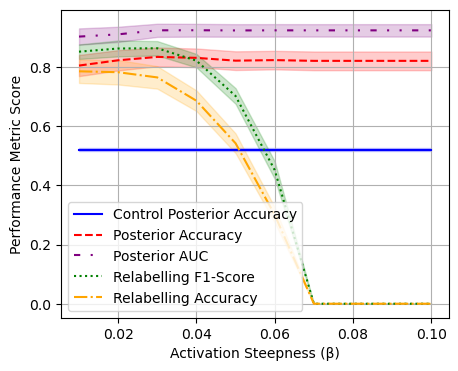 Performance Metric Score
0.8
0.6
0.4
0.2
0.0
Control Posterior Accuracy
Posterior Accuracy
Posterior AUC
Relabelling F1-Score
Relabelling Accuracy
0.02 0.04 0.06 0.08 0.10
Activation Steepness (β)